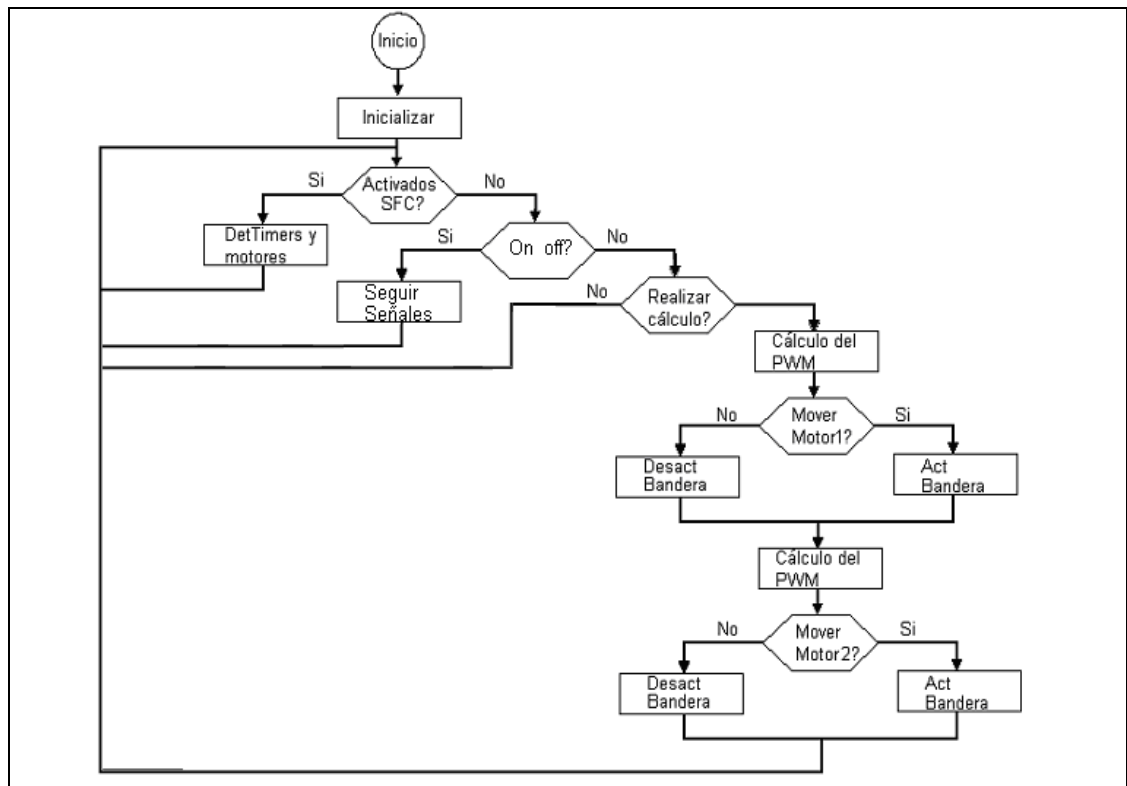 Inicio
Inicializar
Si
Activados
SFC?
No
DetTimers y
motores
Si
On off?
No
Seguir
Señales
No
Realizar
cálculo?
Cálculo del
PWM
No
Mover
Motor1?
Si
Desact
Bandera
Act
Bandera
Cálculo del
PWM
No
Mover
Motor2?
Si
Desact
Bandera
Act
Bandera